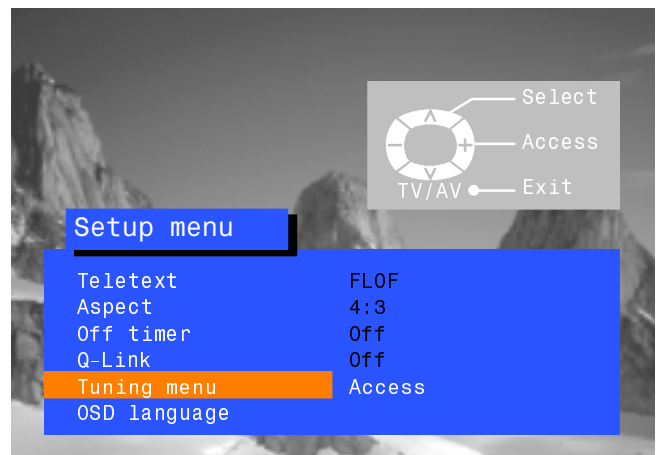 Select
Access
TV/AV Exit
Setup menu
Teletext FLOF
Aspect 4:3
Off timer Off
Q-Link Off
Tuning menu Access
OSD language